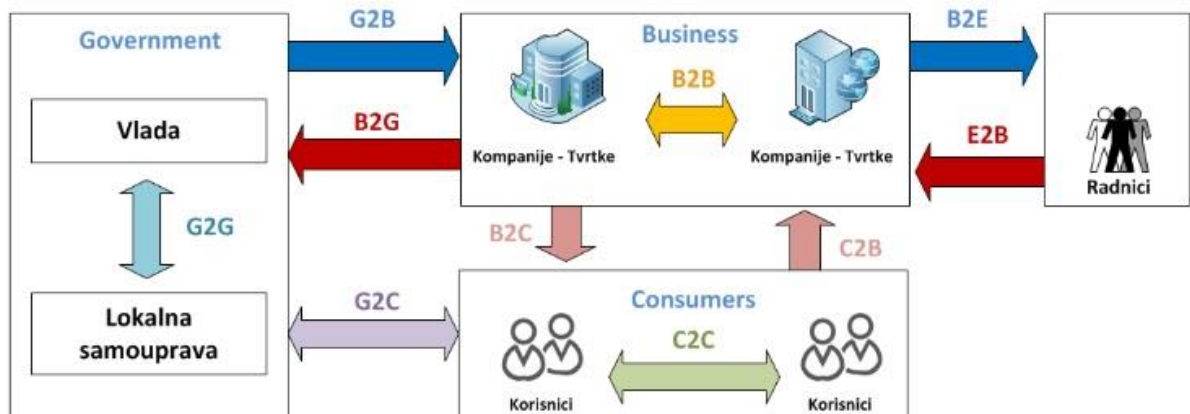 G2B
B2E
Government
Business
B2B
Vlada
B2G
E2B
Kompanije - Tvrtke
Kompanije - Tvrtke
Radnici
G2G
B2C
C2B
G2C
Consumers
Lokalna
samouprava
C2C
Korisnici
Korisnici